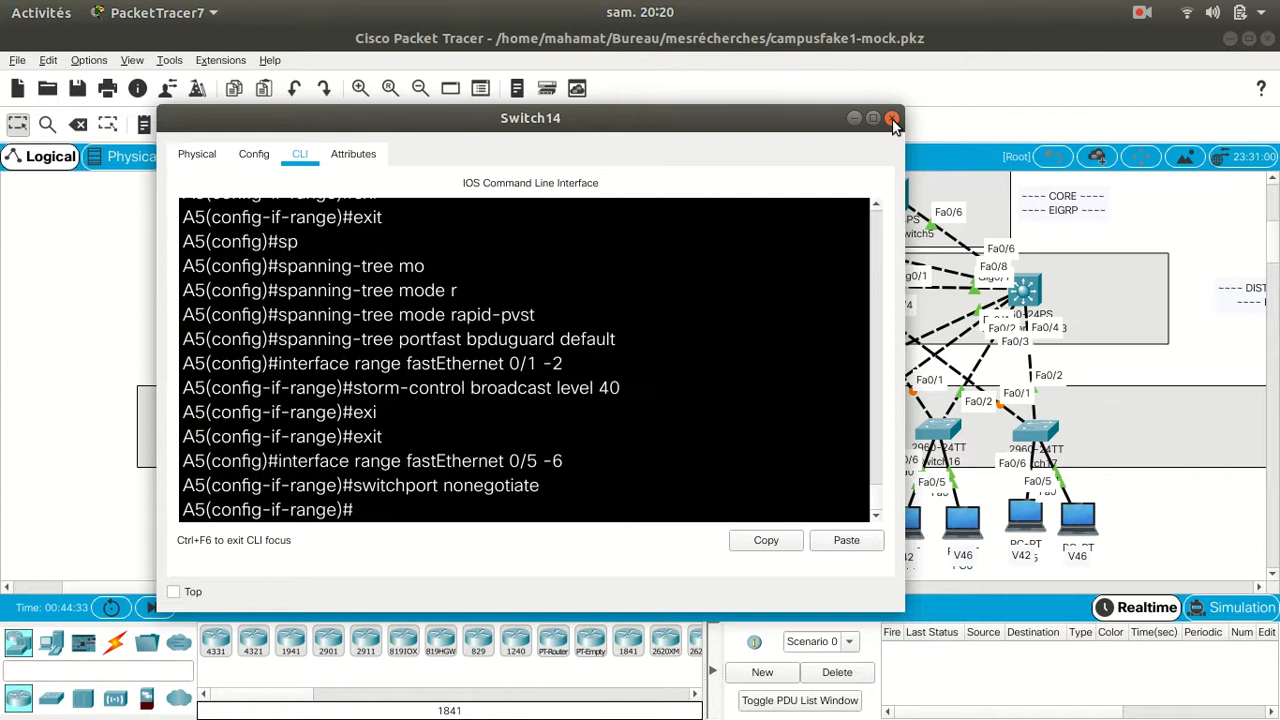 Activités
PacketTracer7
sam. 20:20
Cisco Packet Tracer - /home/mahamat/Bureau/mesrécherches/campusfake1-mock.pkz
File Edit Options View Tools Extensions Help
?
Logical
Physica
[Root]
23:31:00
Switch14
Physical Config CLI Attributes
IOS Command Line Interface
A5(config-if-range)#exit
A5(config)#sp
A5(config)#spanning-tree mo
A5(config)#spanning-tree mode r
A5(config)#spanning-tree mode rapid-pvst
A5(config)#spanning-tree portfast bpduguard default
A5(config)#interface range fastEthernet 0/1 -2
A5(config-if-range)#storm-control broadcast level 40
A5(config-if-range)#exi
A5(config-if-range)#exit
A5(config)#interface range fastEthernet 0/5 -6
A5(config-if-range)#switchport nonegotiate
A5(config-if-range)#
Ctrl+F6 to exit CLI focus
Copy
Paste
Top
---- CORE ----
---- EIGRP ----
---- DIST
Fa0/6
witch5
Fa0/6
Fa0/8
Fa0/4
Fa0/3
Fa0/1
Fa0/2
Fa0/2
Fa0/1
2960-24TT
witch16
Fa0/6
Fa0/5
Fa0/5
V46
V42
V46
Time: 00:44:33
Realtime
Simulation
4331 4321 1941 2901 2911 819IOX 819HGW 829 1240 PT-Router PT-Empty 1841 2620XM
1841
Scenario 0
New
Delete
Toggle PDU List Window
Fire Last Status Source Destination Type Color Time(sec) Periodic Num Edit